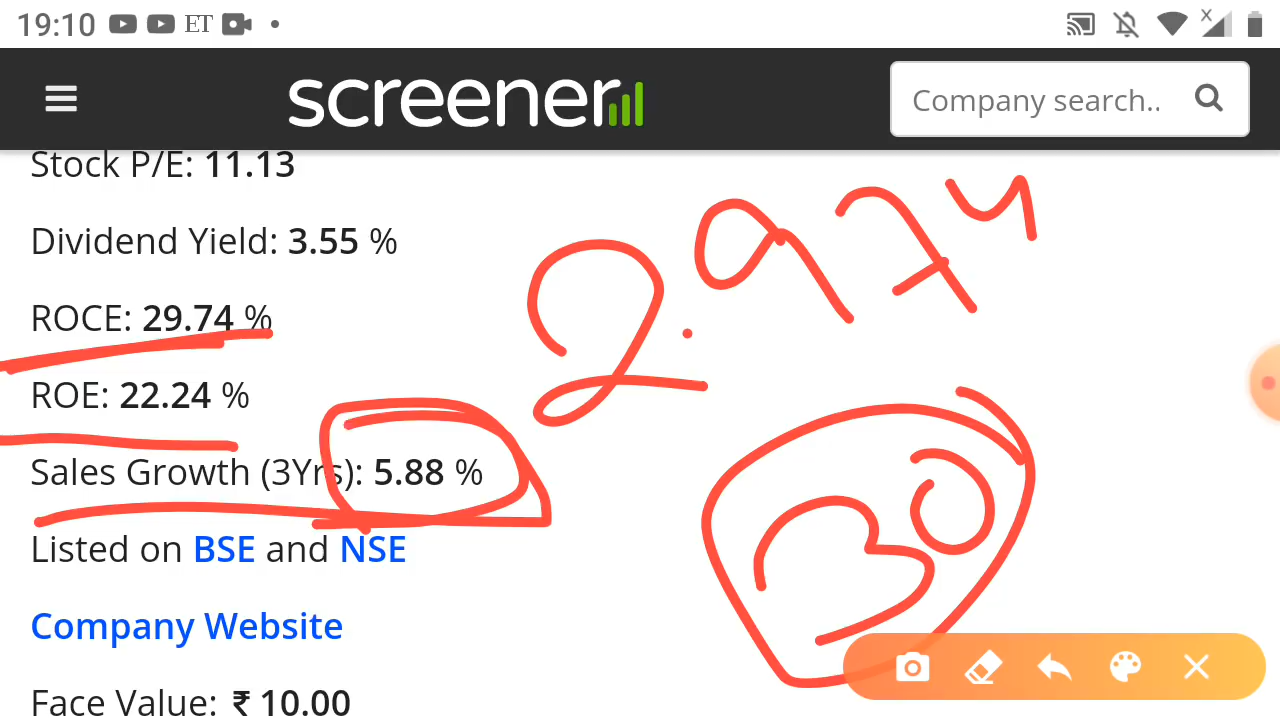 19:10 ET
screener
Company search..
Stock P/E: 11.13
Dividend Yield: 3.55 %
2.974
ROCE: 29.74 %
ROE: 22.24 %
Sales Growth (3Yrs): 5.88 %
30
Listed on BSE and NSE
Company Website
Face Value: ₹ 10.00